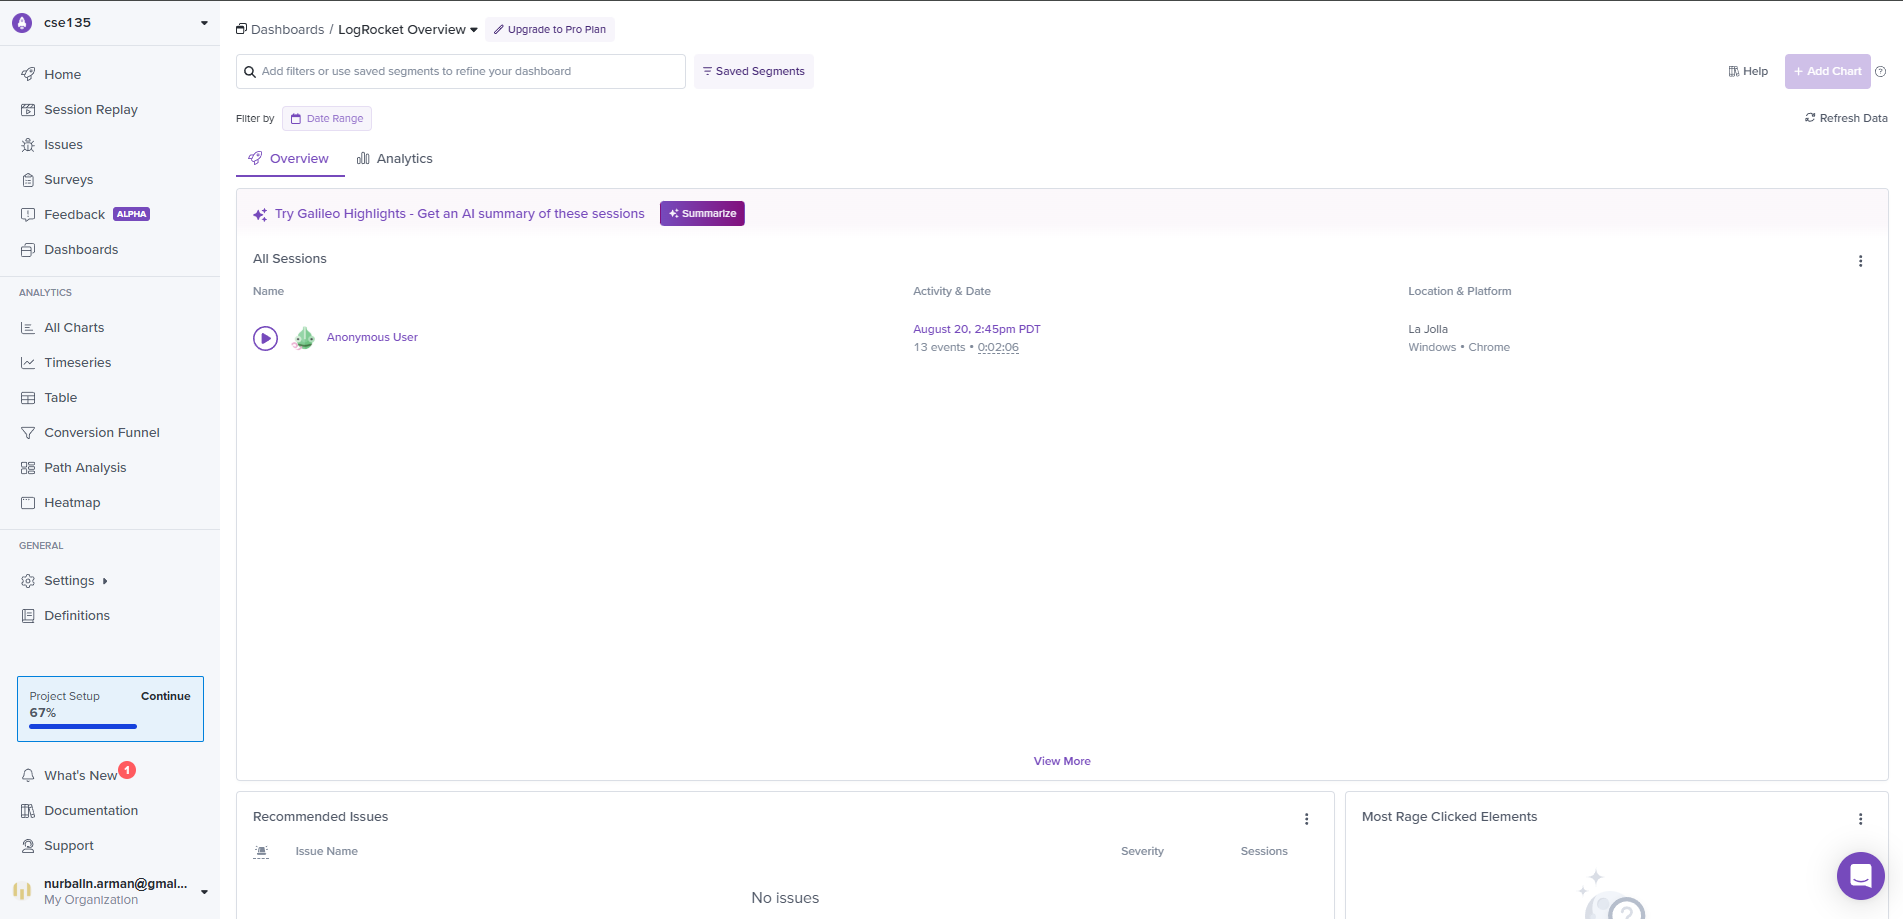 cse135
Home
Session Replay
Issues
Surveys
Feedback ALPHA
Dashboards
ANALYTICS
All Charts
Timeseries
Table
Conversion Funnel
Path Analysis
Heatmap
GENERAL
Settings
Definitions
Project Setup Continue
67%
What's New 1
Documentation
Support
nurballn.arman@gmal...
My Organization
Dashboards / LogRocket Overview Upgrade to Pro Plan
Add filters or use saved segments to refine your dashboard Saved Segments Help + Add Chart ?
Filter by Date Range Refresh Data
Overview Analytics
Try Galileo Highlights - Get an AI summary of these sessions Summarize
All Sessions
Name Activity & Date Location & Platform
Anonymous User
August 20, 2:45pm PDT
13 events • 0:02:06
La Jolla
Windows • Chrome
View More
Recommended Issues
Issue Name Severity Sessions
No issues
Most Rage Clicked Elements
?